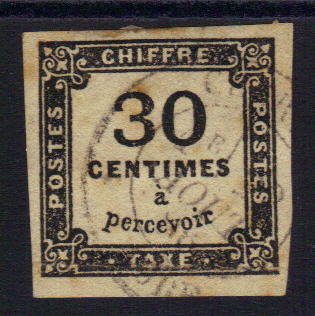 CHIFFRE
POSTES
30
CENTIMES
à
percevoir
POSTES
· TAXE ·